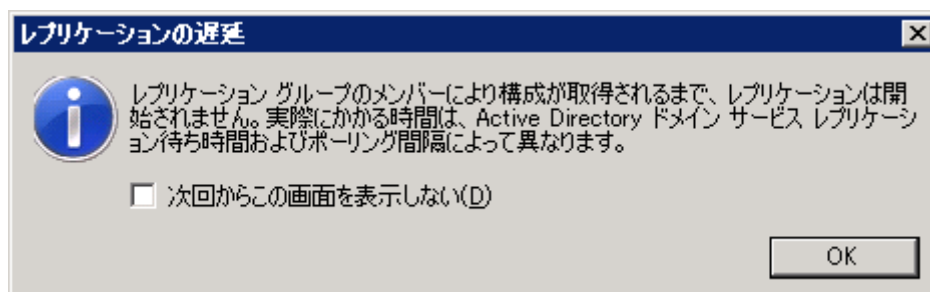 レプリケーションの遅延
レプリケーション グループのメンバーにより構成が取得されるまで、レプリケーションは開
始されません。実際にかかる時間は、Active Directory ドメイン サービス レプリケーシ
ョン待ち時間およびポーリング間隔によって異なります。
次回からこの画面を表示しない(D)
OK